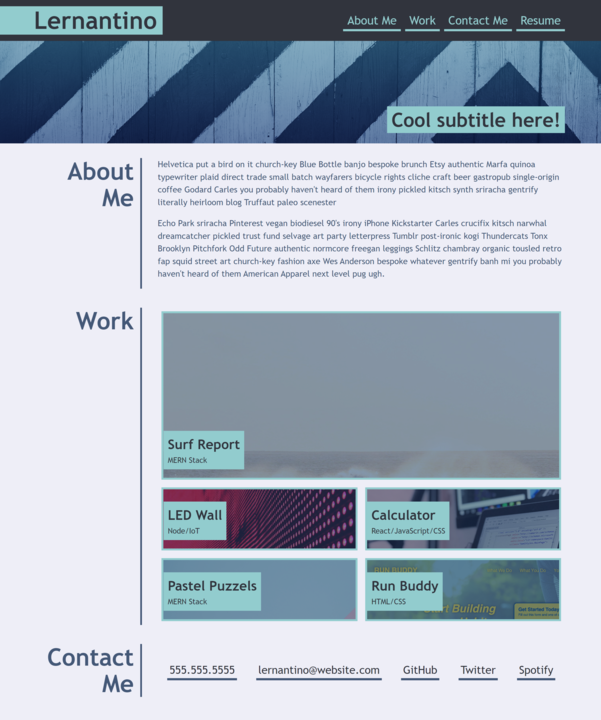 Lernantino
About Me Work Contact Me Resume
Cool subtitle here!
About
Me
Helvetica put a bird on it church-key Blue Bottle banjo bespoke brunch Etsy authentic Marfa quinoa
typewriter plaid direct trade small batch wayfarers bicycle rights cliche craft beer gastropub single-origin
coffee Godard Carles you probably haven't heard of them irony pickled kitsch synth sriracha gentrify
literally heirloom blog Truffaut paleo scenester
Echo Park sriracha Pinterest vegan biodiesel 90's irony iPhone Kickstarter Carles crucifix kitsch narwhal
dreamcatcher pickled trust fund selvage art party letterpress Tumblr post-ironic kogi Thundercats Tonx
Brooklyn Pitchfork Odd Future authentic normcore freegan leggings Schlitz chambray organic tousled retro
fap squid street art church-key fashion axe Wes Anderson bespoke whatever gentrify banh mi you probably
haven't heard of them American Apparel next level pug ugh.
Work
Surf Report
MERN Stack
LED Wall
Node/IoT
Calculator
React/JavaScript/CSS
Pastel Puzzels
MERN Stack
RUN BUDDY
Run Buddy
HTML/CSS
Building
Get Started Today
Contact
Me
555.555.5555 lernantino@website.com GitHub Twitter Spotify